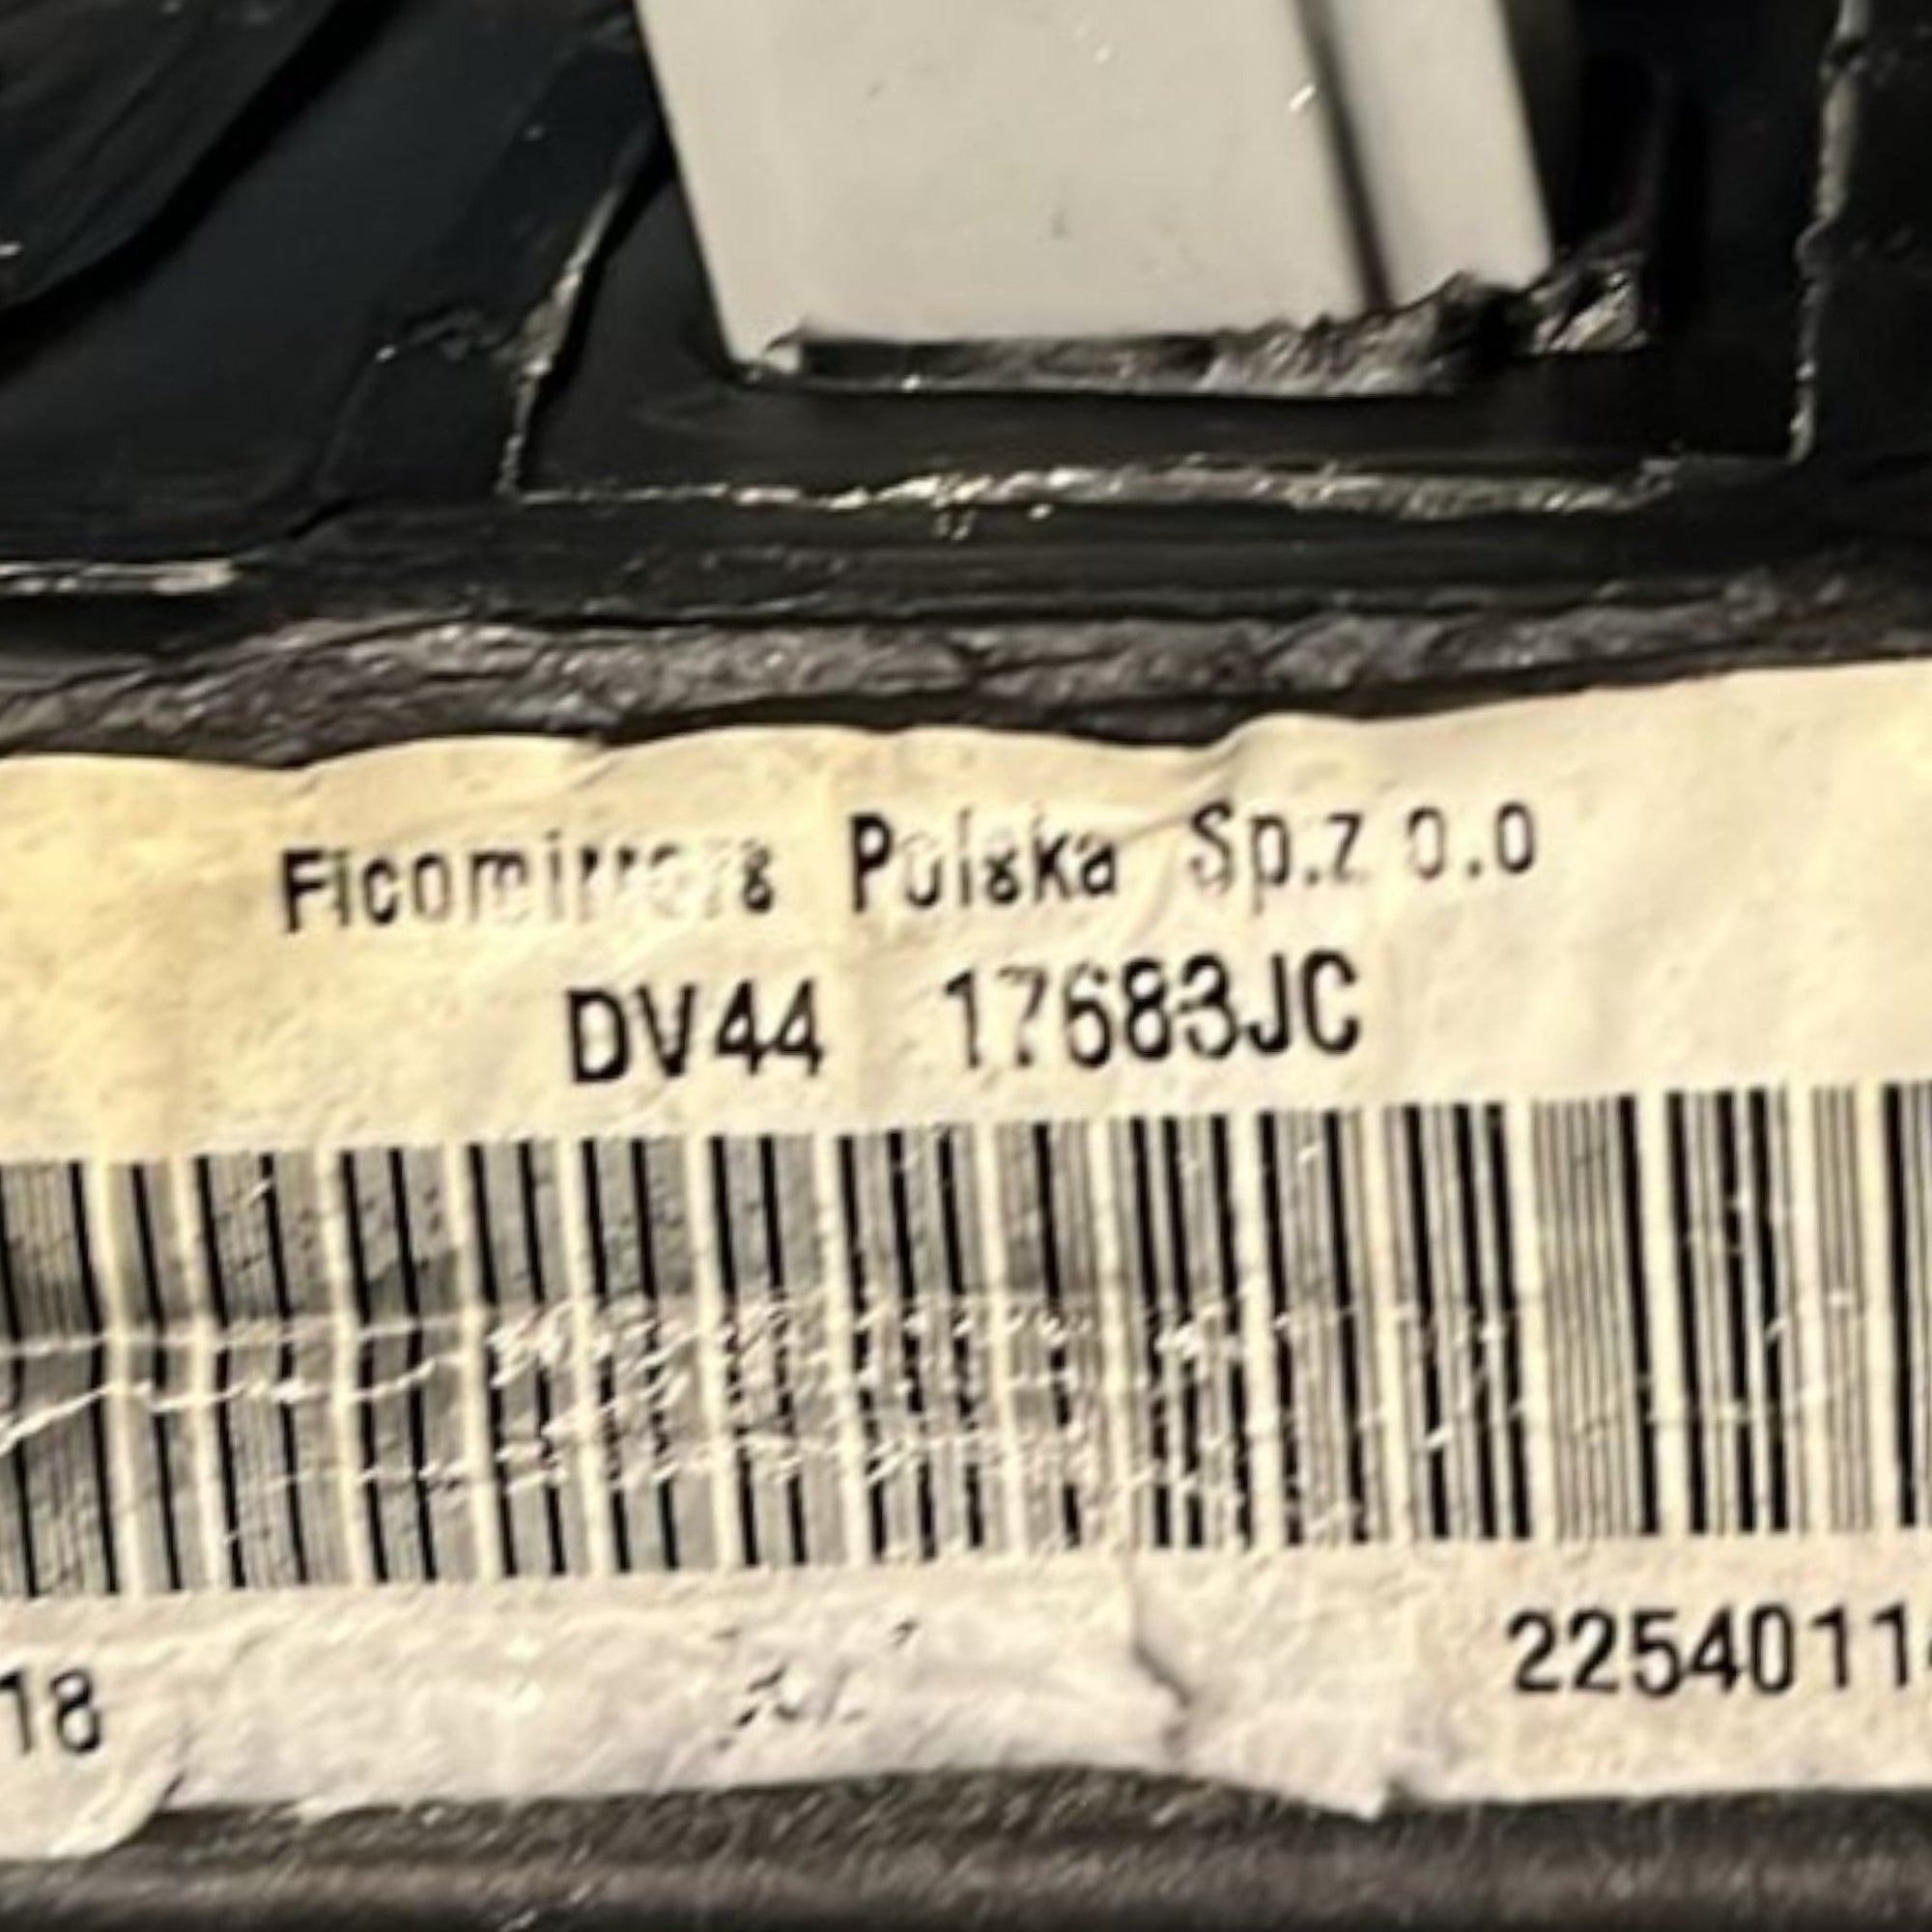 Ficomirrors Polska Sp.z o.o
DV44 17683JC
18
2254011